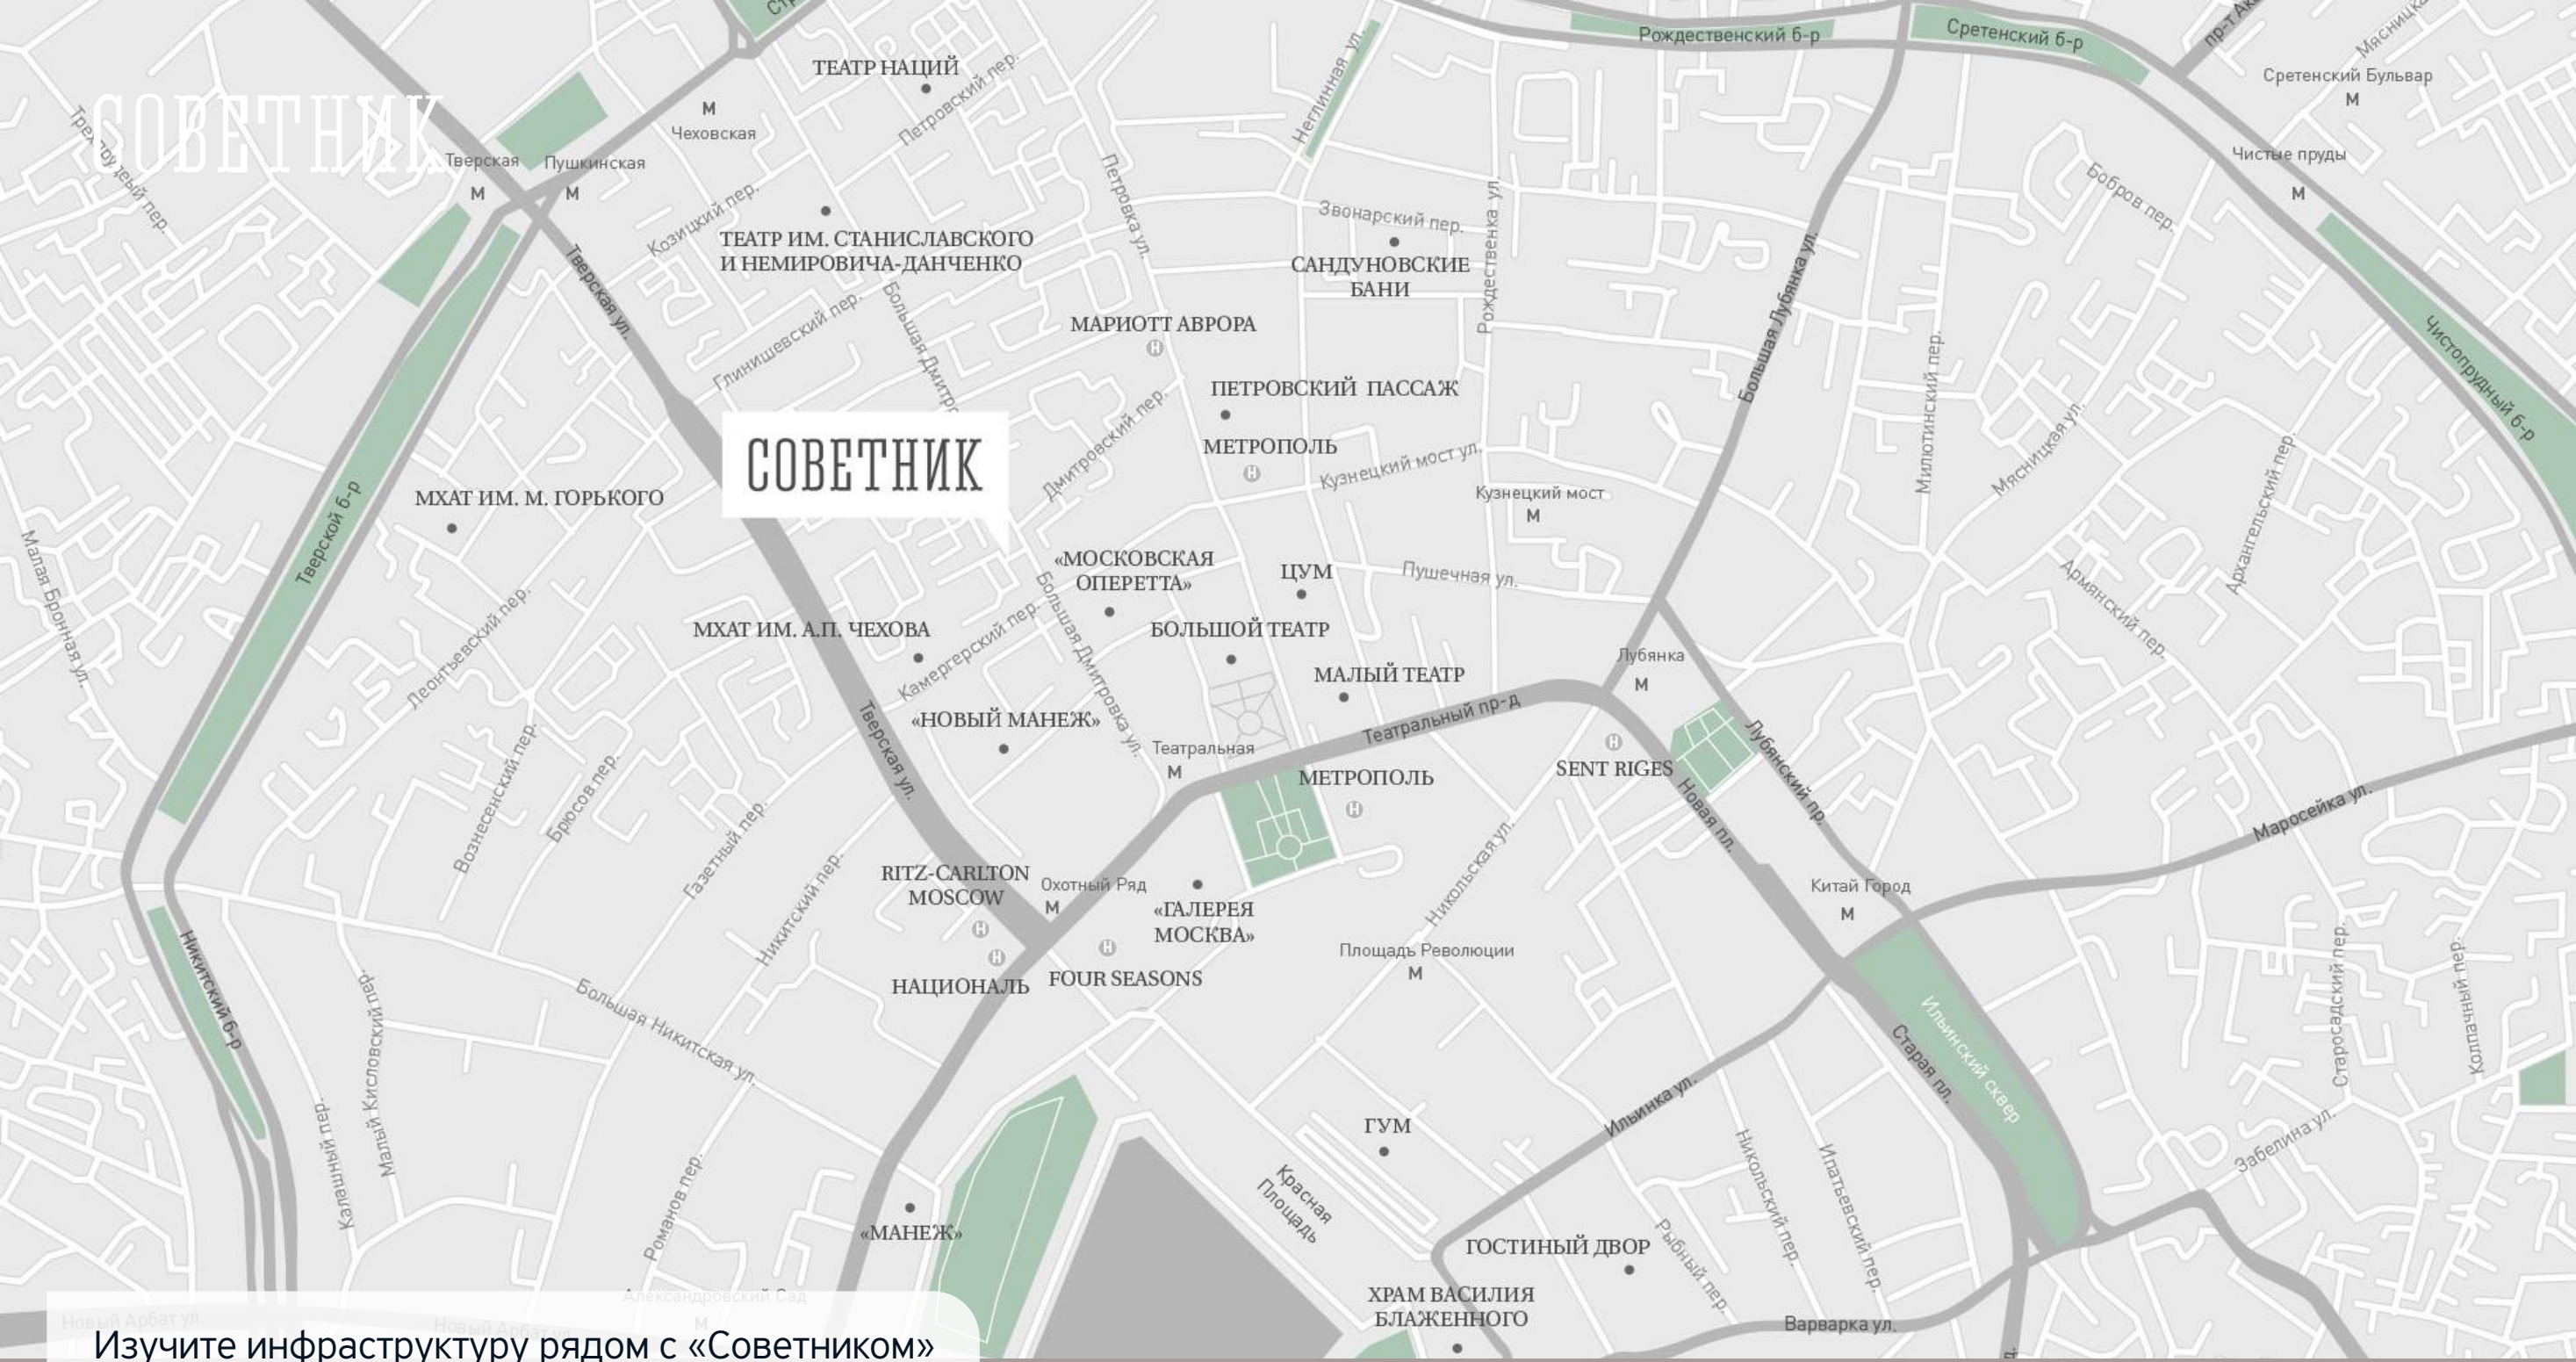 Рождественский б-р
Сретенский б-р
Мясницкая
ТЕАТР НАЦИЙ
Петровский пер.
Неглинная ул.
Сретенский Бульвар
М
М
Чеховская
СОВЕТНИК
Трехпрудный пер.
Тверская
М
Пушкинская
М
Чистые пруды
М
Бобров пер.
Козицкий пер.
Петровка ул.
Звонарский пер.
Рождественка ул.
ТЕАТР ИМ. СТАНИСЛАВСКОГО
И НЕМИРОВИЧА-ДАНЧЕНКО
САНДУНОВСКИЕ
БАНИ
Тверская ул.
Большая Лубянка ул.
Глинишевский пер.
Большая Дмитро
МАРИОТТ АВРОРА
Н
Милютинский пер.
Чистопрудный б-р
ПЕТРОВСКИЙ ПАССАЖ
Дмитровский пер.
МЕТРОПОЛЬ
Н
Кузнецкий мост ул.
Мясницкая ул.
Архангельский пер.
СОВЕТНИК
Кузнецкий мост
М
МХАТ ИМ. М. ГОРЬКОГО
Тверской б-р
Малая Бронная ул.
«МОСКОВСКАЯ
ОПЕРЕТТА»
ЦУМ
Пушечная ул.
Армянский пер.
Леонтьевский пер.
МХАТ ИМ. А.П. ЧЕХОВА
Камергерский пер.
Большая Дмитровка ул.
БОЛЬШОЙ ТЕАТР
МАЛЫЙ ТЕАТР
Лубянка
М
Тверская ул.
«НОВЫЙ МАНЕЖ»
Театральный пр-д
Театральная
М
Вознесенский пер.
Брюсов пер.
МЕТРОПОЛЬ
Н
Н
SENT RIGES
Лубянский пр.
Новая пл.
Маросейка ул.
Газетный пер.
Никитский пер.
Никольская ул.
RITZ-CARLTON
MOSCOW
Н
Охотный Ряд
М
«ГАЛЕРЕЯ
МОСКВА»
Китай Город
М
Н
НАЦИОНАЛЬ
Н
FOUR SEASONS
Площадь Революции
М
Никитский б-р
Старосадский пер.
Колпачный пер.
Большая Никитская ул.
Малый Кисловский пер.
Калашный пер.
Ильинский сквер
Старая пл.
Ильинка ул.
ГУМ
Забелина ул.
Романов пер.
Красная
Площадь
Никольский пер.
Ипатьевский пер.
«МАНЕЖ»
ГОСТИНЫЙ ДВОР
Рыбный пер.
Александровский Сад
М
ХРАМ ВАСИЛИЯ
БЛАЖЕННОГО
Новый Арбат ул.
Новый Арбат ул.
Варварка ул.
Изучите инфраструктуру рядом с «Советником»